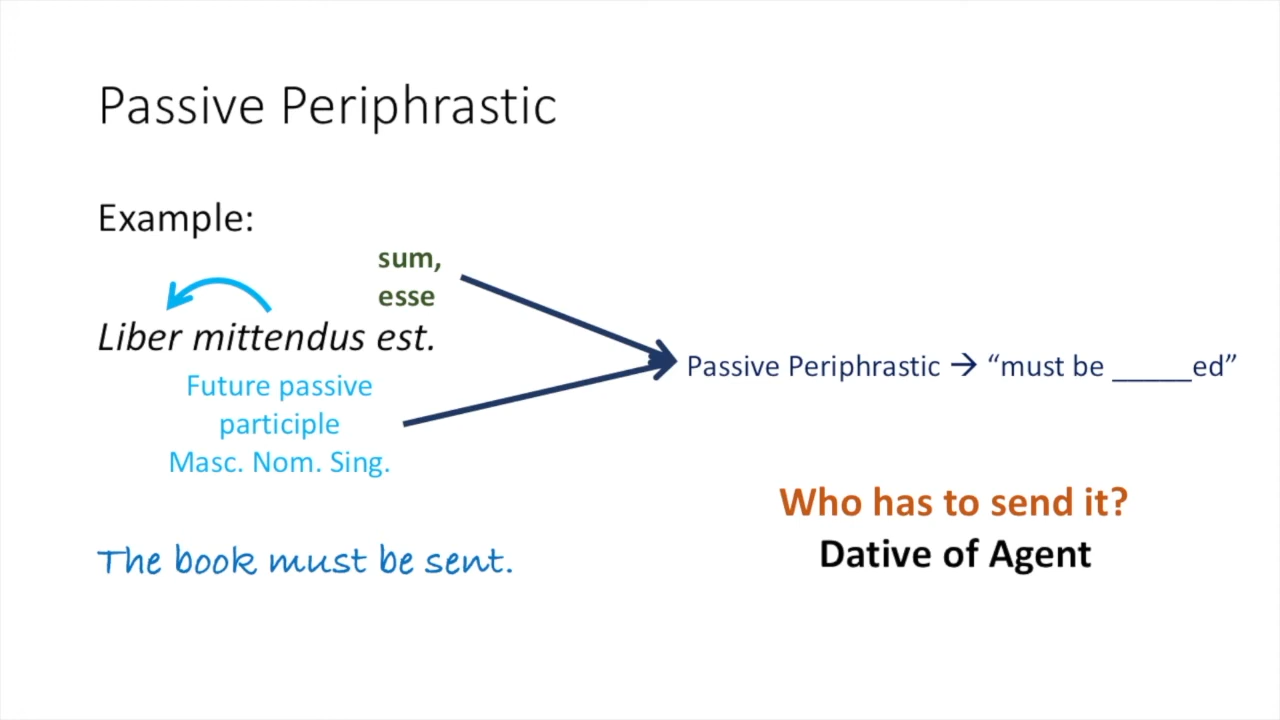 Passive Periphrastic
Example:
sum,
esse
Liber mittendus est.
Future passive
participle
Masc. Nom. Sing.
Passive Periphrastic → “must be _____ed”
Who has to send it?
Dative of Agent
The book must be sent.